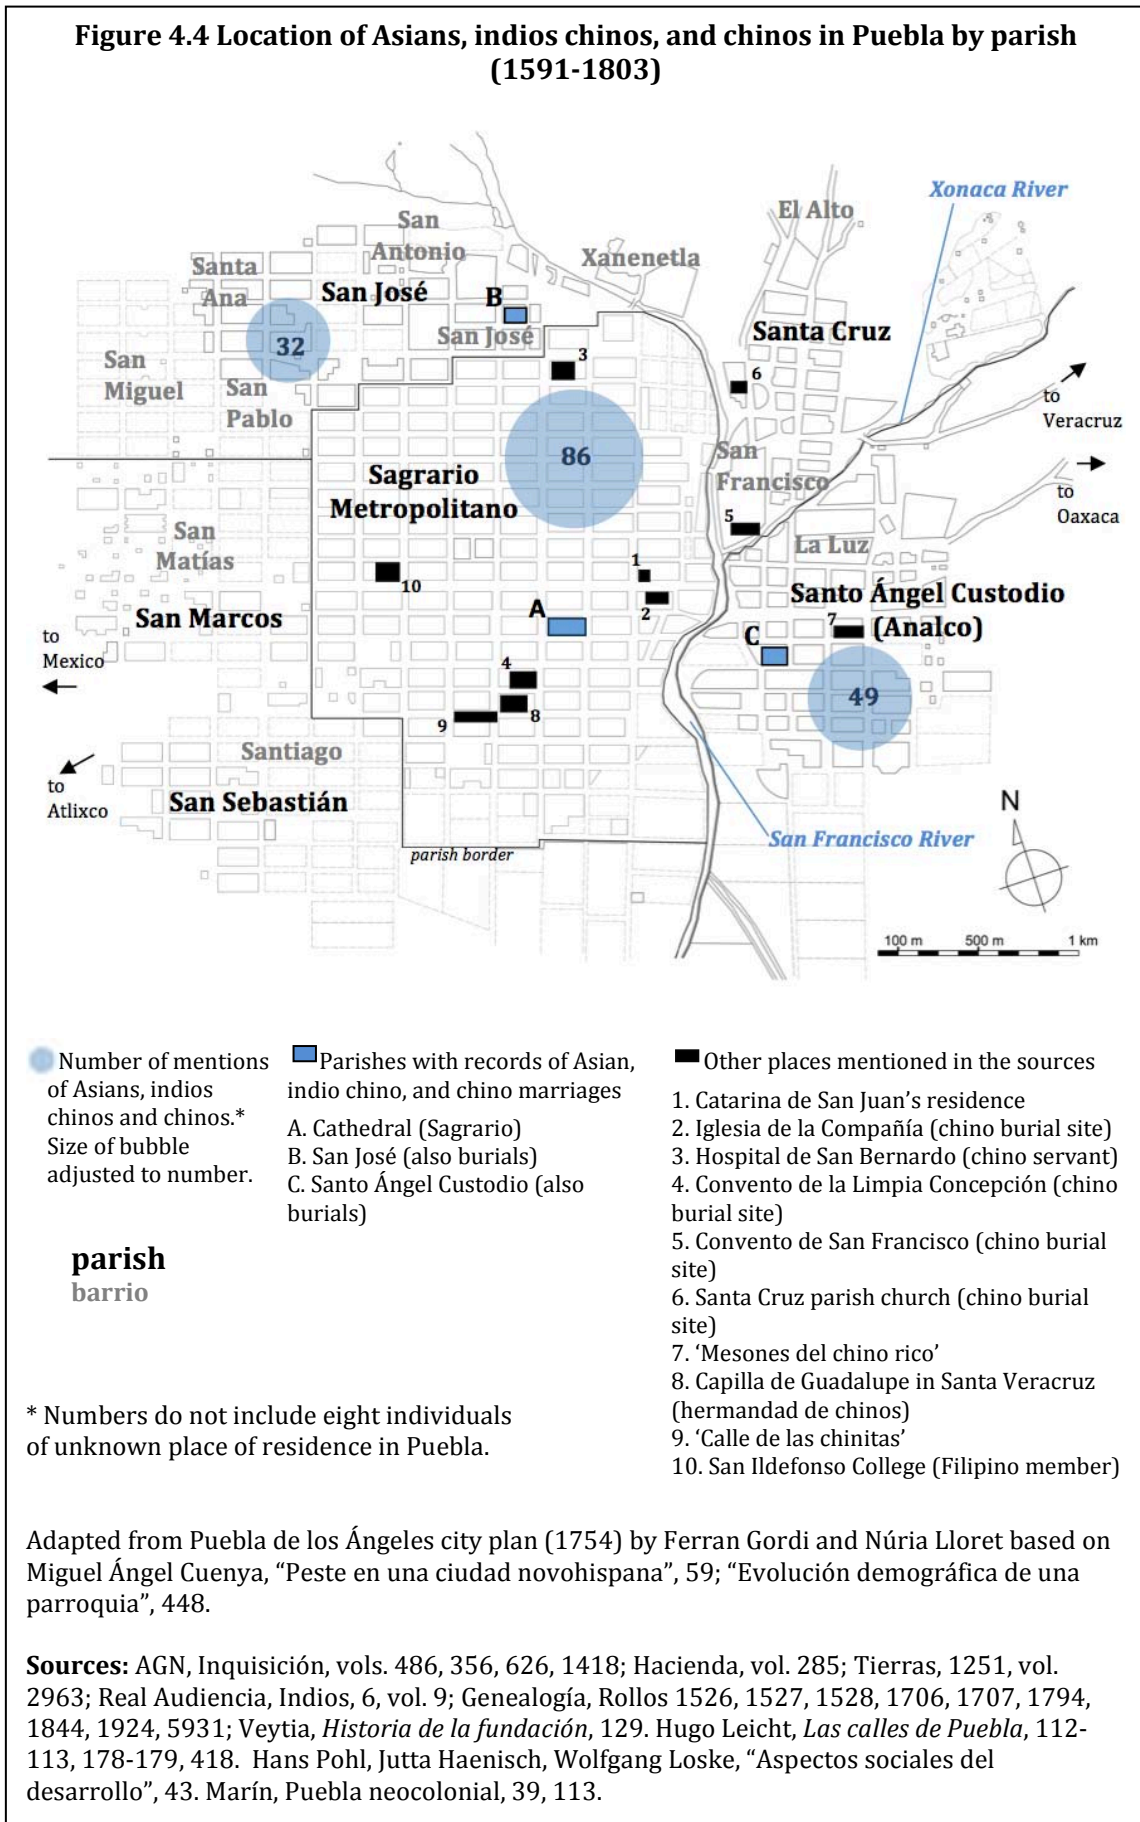 Figure 4.4 Location of Asians, indios chinos, and chinos in Puebla by parish
(1591-1803)
Xonaca River
El Alto
San
Antonio
Xanenetla
Santa
Ana
San José
B
San José
Santa Cruz
32
3
6
San
Miguel
San
Pablo
to
Veracruz
86
San
Francisco
Sagrario
Metropolitano
to
Oaxaca
5
San
Matías
La Luz
1
10
2
Santo Ángel Custodio
(Analco)
San Marcos
A
7
C
to
Mexico
4
49
9
8
Santiago
to
Atlixco
San Sebastián
N
San Francisco River
parish border
100 m 500 m 1 km
Number of mentions
of Asians, indios
chinos and chinos.*
Size of bubble
adjusted to number.
parish
barrio
* Numbers do not include eight individuals
of unknown place of residence in Puebla.
Parishes with records of Asian,
indio chino, and chino marriages
A. Cathedral (Sagrario)
B. San José (also burials)
C. Santo Ángel Custodio (also
burials)
Other places mentioned in the sources
1. Catarina de San Juan’s residence
2. Iglesia de la Compañía (chino burial site)
3. Hospital de San Bernardo (chino servant)
4. Convento de la Limpia Concepción (chino
burial site)
5. Convento de San Francisco (chino burial
site)
6. Santa Cruz parish church (chino burial
site)
7. ‘Mesones del chino rico’
8. Capilla de Guadalupe in Santa Veracruz
(hermandad de chinos)
9. ‘Calle de las chinitas’
10. San Ildefonso College (Filipino member)
Adapted from Puebla de los Ángeles city plan (1754) by Ferran Gordi and Núria Lloret based on
Miguel Ángel Cuenya, “Peste en una ciudad novohispana”, 59; “Evolución demográfica de una
parroquia”, 448.
Sources: AGN, Inquisición, vols. 486, 356, 626, 1418; Hacienda, vol. 285; Tierras, 1251, vol.
2963; Real Audiencia, Indios, 6, vol. 9; Genealogía, Rollos 1526, 1527, 1528, 1706, 1707, 1794,
1844, 1924, 5931; Veytia, Historia de la fundación, 129. Hugo Leicht, Las calles de Puebla, 112-
113, 178-179, 418. Hans Pohl, Jutta Haenisch, Wolfgang Loske, “Aspectos sociales del
desarrollo”, 43. Marín, Puebla neocolonial, 39, 113.